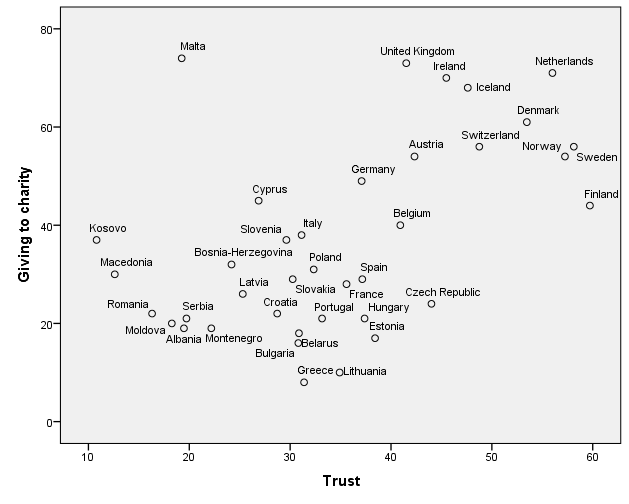 80
Malta
United Kingdom
Ireland
Netherlands
Iceland
Denmark
60
Switzerland
Austria
Norway
Sweden
Germany
Finland
Cyprus
Giving to charity
40
Belgium
Kosovo
Slovenia
Italy
Bosnia-Herzegovina
Macedonia
Poland
Spain
Latvia
Slovakia
France
Czech Republic
Romania
Serbia
Croatia
Portugal
Hungary
20
Moldova
Albania
Montenegro
Estonia
Belarus
Bulgaria
Greece
Lithuania
0
10 20 30 40 50 60
Trust